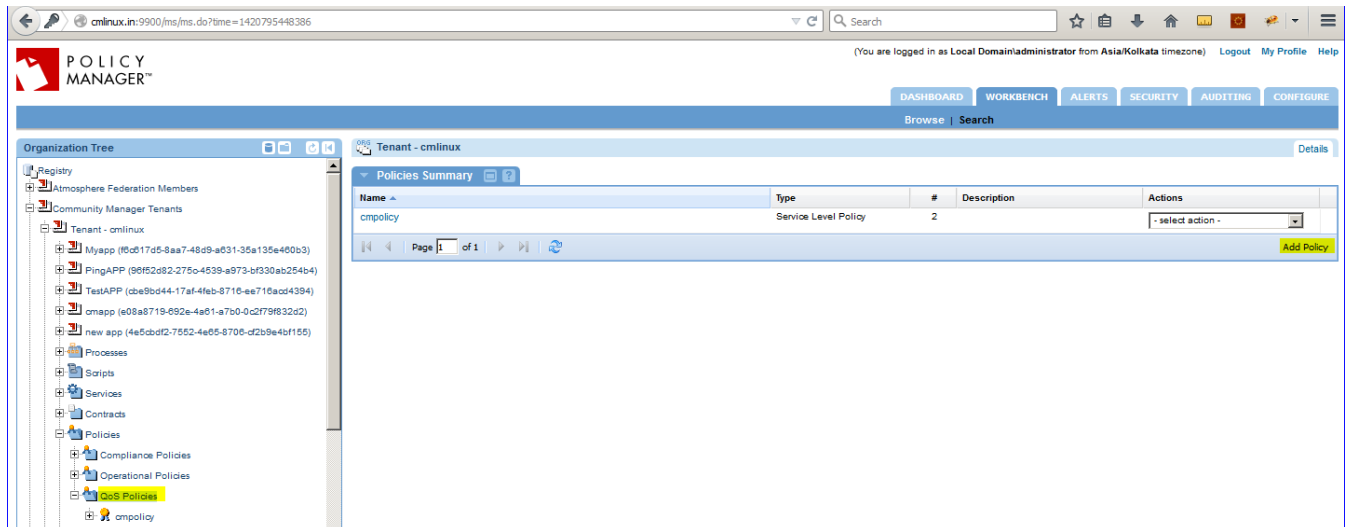 cmlinux.in:9900/ms/ms.do?time=1420795448386
Search
POLICY
MANAGER™
(You are logged in as Local Domain\administrator from Asia/Kolkata timezone) Logout My Profile Help
DASHBOARD WORKBENCH ALERTS SECURITY AUDITING CONFIGURE
Browse | Search
Organization Tree
ORG Tenant - cmlinux
Details
Registry
Atmosphere Federation Members
Community Manager Tenants
Tenant - cmlinux
Myapp (f6c617d5-8aa7-48d9-a631-35a135e460b3)
PingAPP (96f52d82-275c-4539-a973-bf330ab254b4)
TestAPP (cbe9bd44-17af-4feb-8716-ee716acd4394)
cmapp (e08a8719-692e-4a61-a7b0-0c2f79f832d2)
new app (4e5cbdf2-7552-4e65-8706-cf2b9e4bf155)
Processes
Scripts
Services
Contracts
Policies
Compliance Policies
Operational Policies
QoS Policies
cmpolicy
Policies Summary
Name Type # Description Actions
cmpolicy Service Level Policy 2 - select action -
Page 1 of 1
Add Policy